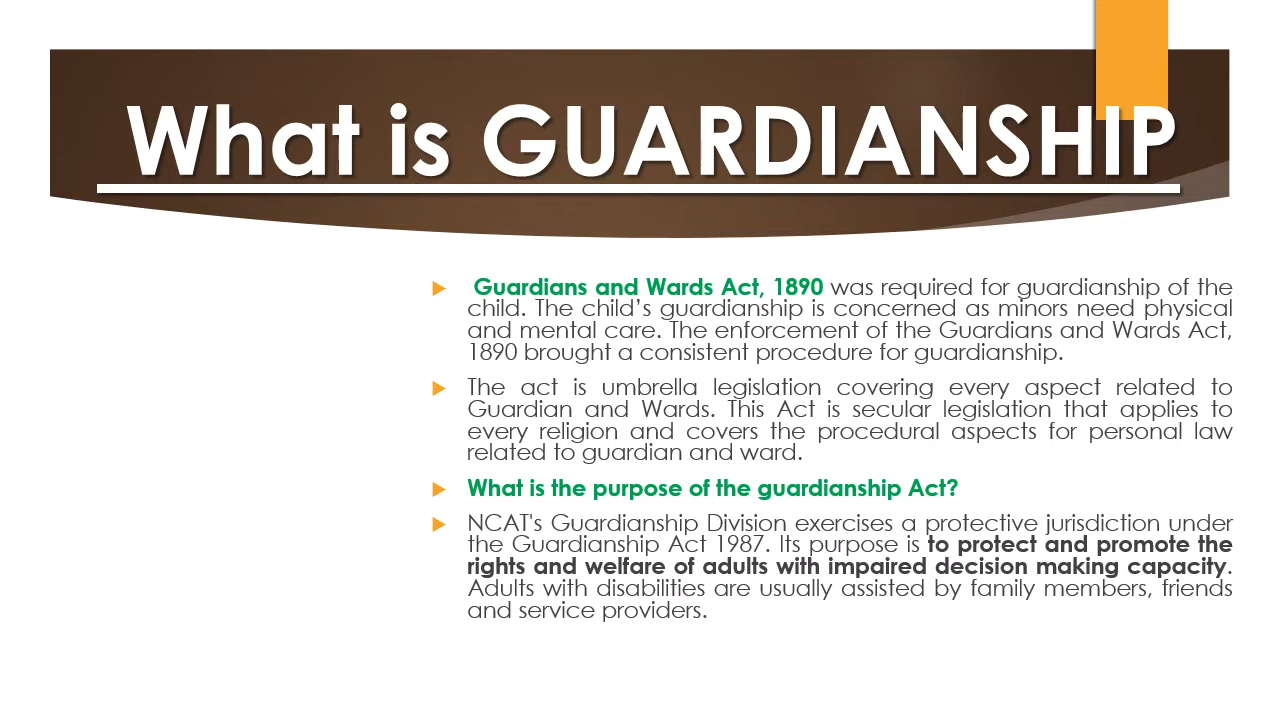 What is GUARDIANSHIP
Guardians and Wards Act, 1890 was required for guardianship of the
child. The child’s guardianship is concerned as minors need physical
and mental care. The enforcement of the Guardians and Wards Act,
1890 brought a consistent procedure for guardianship.
The act is umbrella legislation covering every aspect related to
Guardian and Wards. This Act is secular legislation that applies to
every religion and covers the procedural aspects for personal law
related to guardian and ward.
What is the purpose of the guardianship Act?
NCAT's Guardianship Division exercises a protective jurisdiction under
the Guardianship Act 1987. Its purpose is to protect and promote the
rights and welfare of adults with impaired decision making capacity.
Adults with disabilities are usually assisted by family members, friends
and service providers.